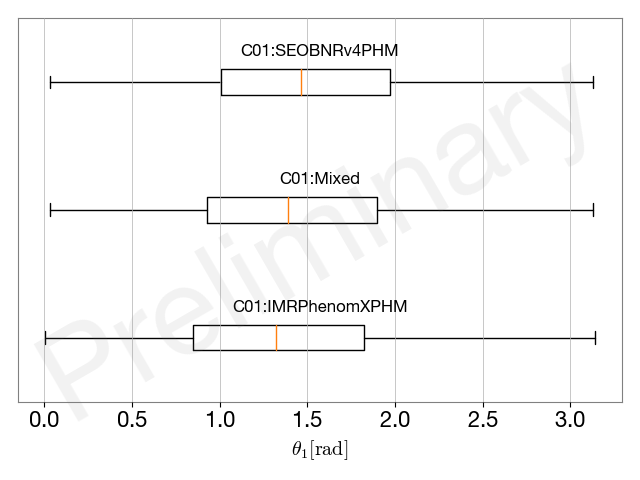 C01:SEOBNRv4PHM
C01:Mixed
C01:IMRPhenomXPHM
Preliminary
0.0 0.5 1.0 1.5 2.0 2.5 3.0
θ₁[rad]